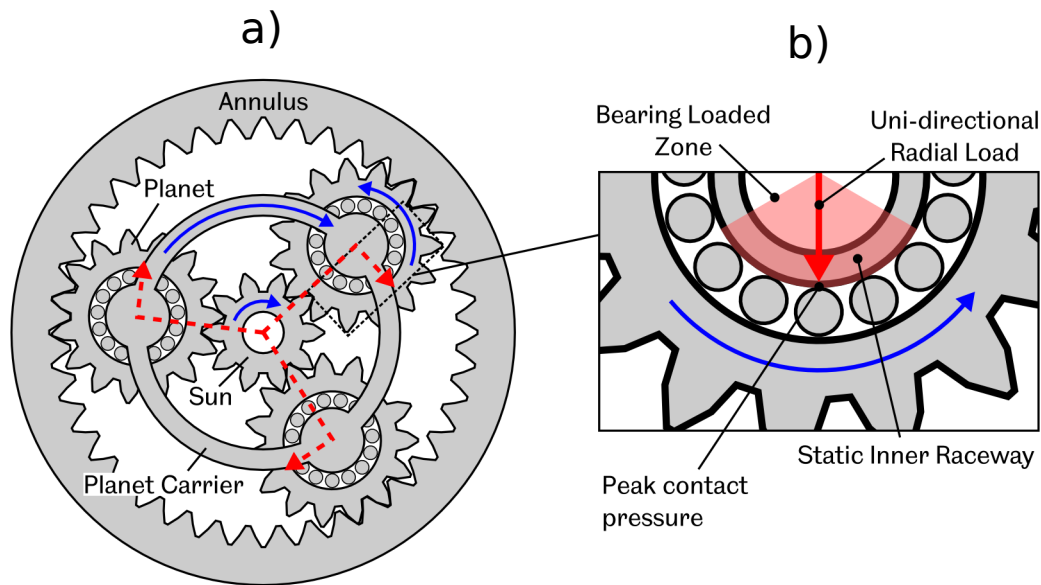 a)
Annulus
Planet
Sun
Planet Carrier
b)
Bearing Loaded
Zone
Uni-directional
Radial Load
Static Inner Raceway
Peak contact
pressure